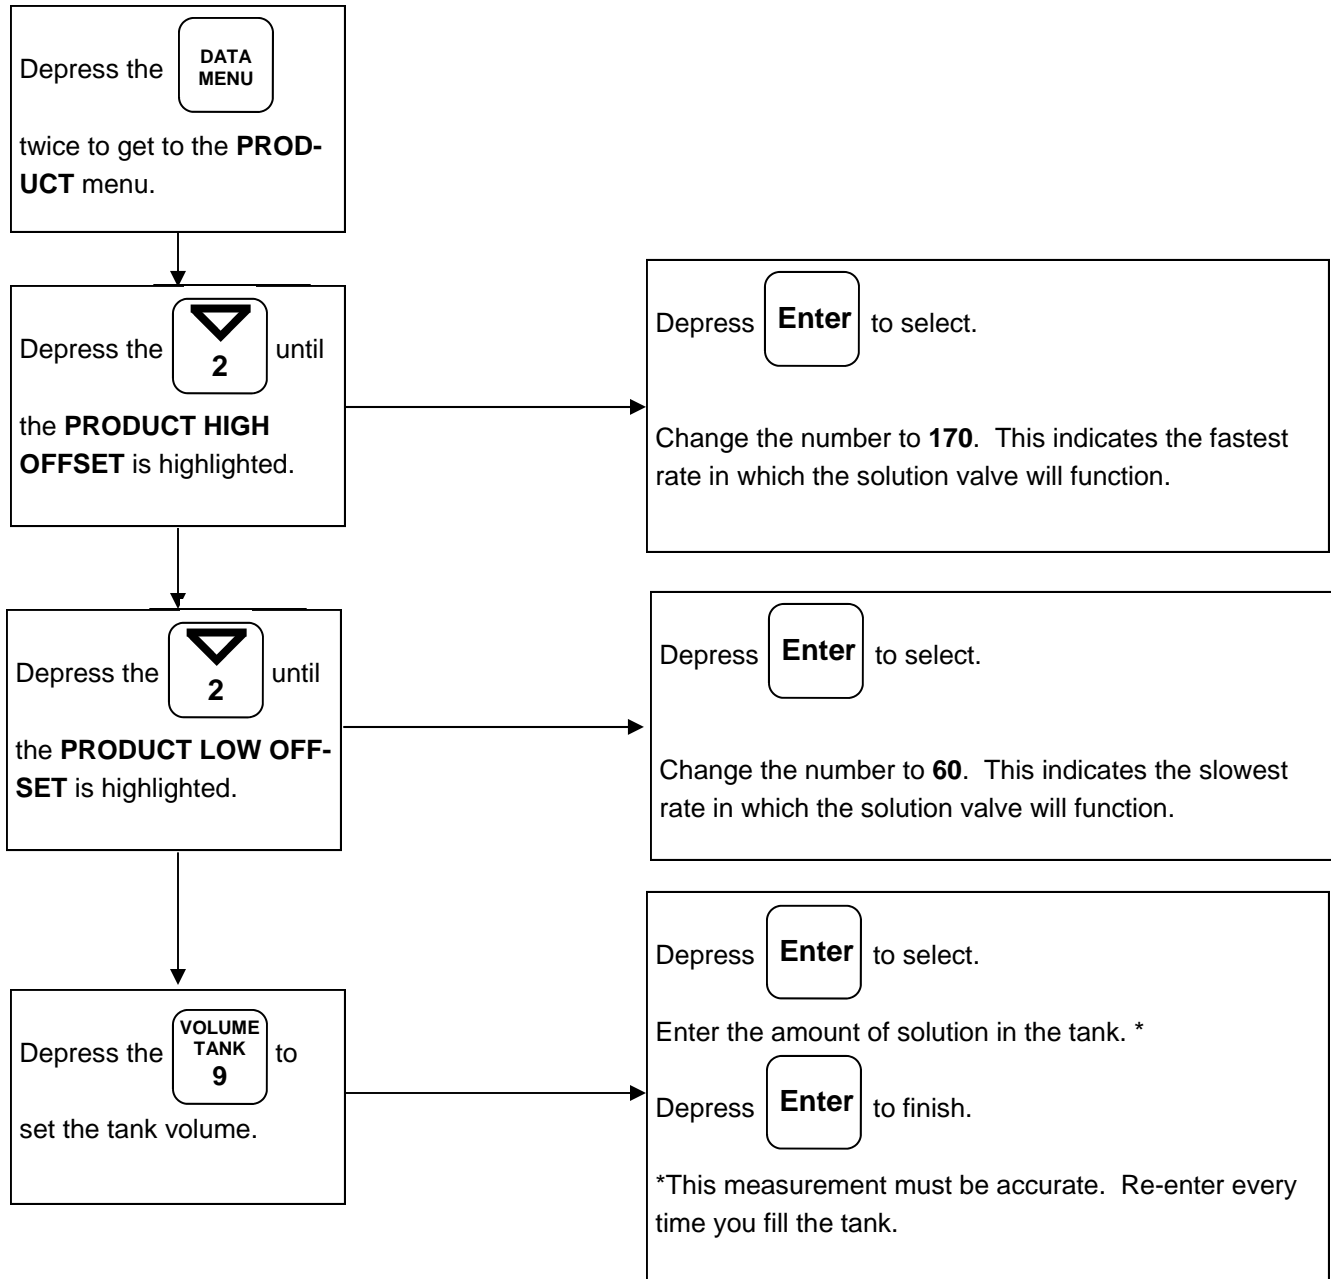 Depress the DATA MENU
twice to get to the PROD-
UCT menu.
Depress the 2 until
the PRODUCT HIGH
OFFSET is highlighted.
Depress Enter to select.
Change the number to 170. This indicates the fastest
rate in which the solution valve will function.
Depress the 2 until
the PRODUCT LOW OFF-
SET is highlighted.
Depress Enter to select.
Change the number to 60. This indicates the slowest
rate in which the solution valve will function.
Depress the VOLUME TANK 9 to
set the tank volume.
Depress Enter to select.
Enter the amount of solution in the tank. *
Depress Enter to finish.
*This measurement must be accurate. Re-enter every
time you fill the tank.